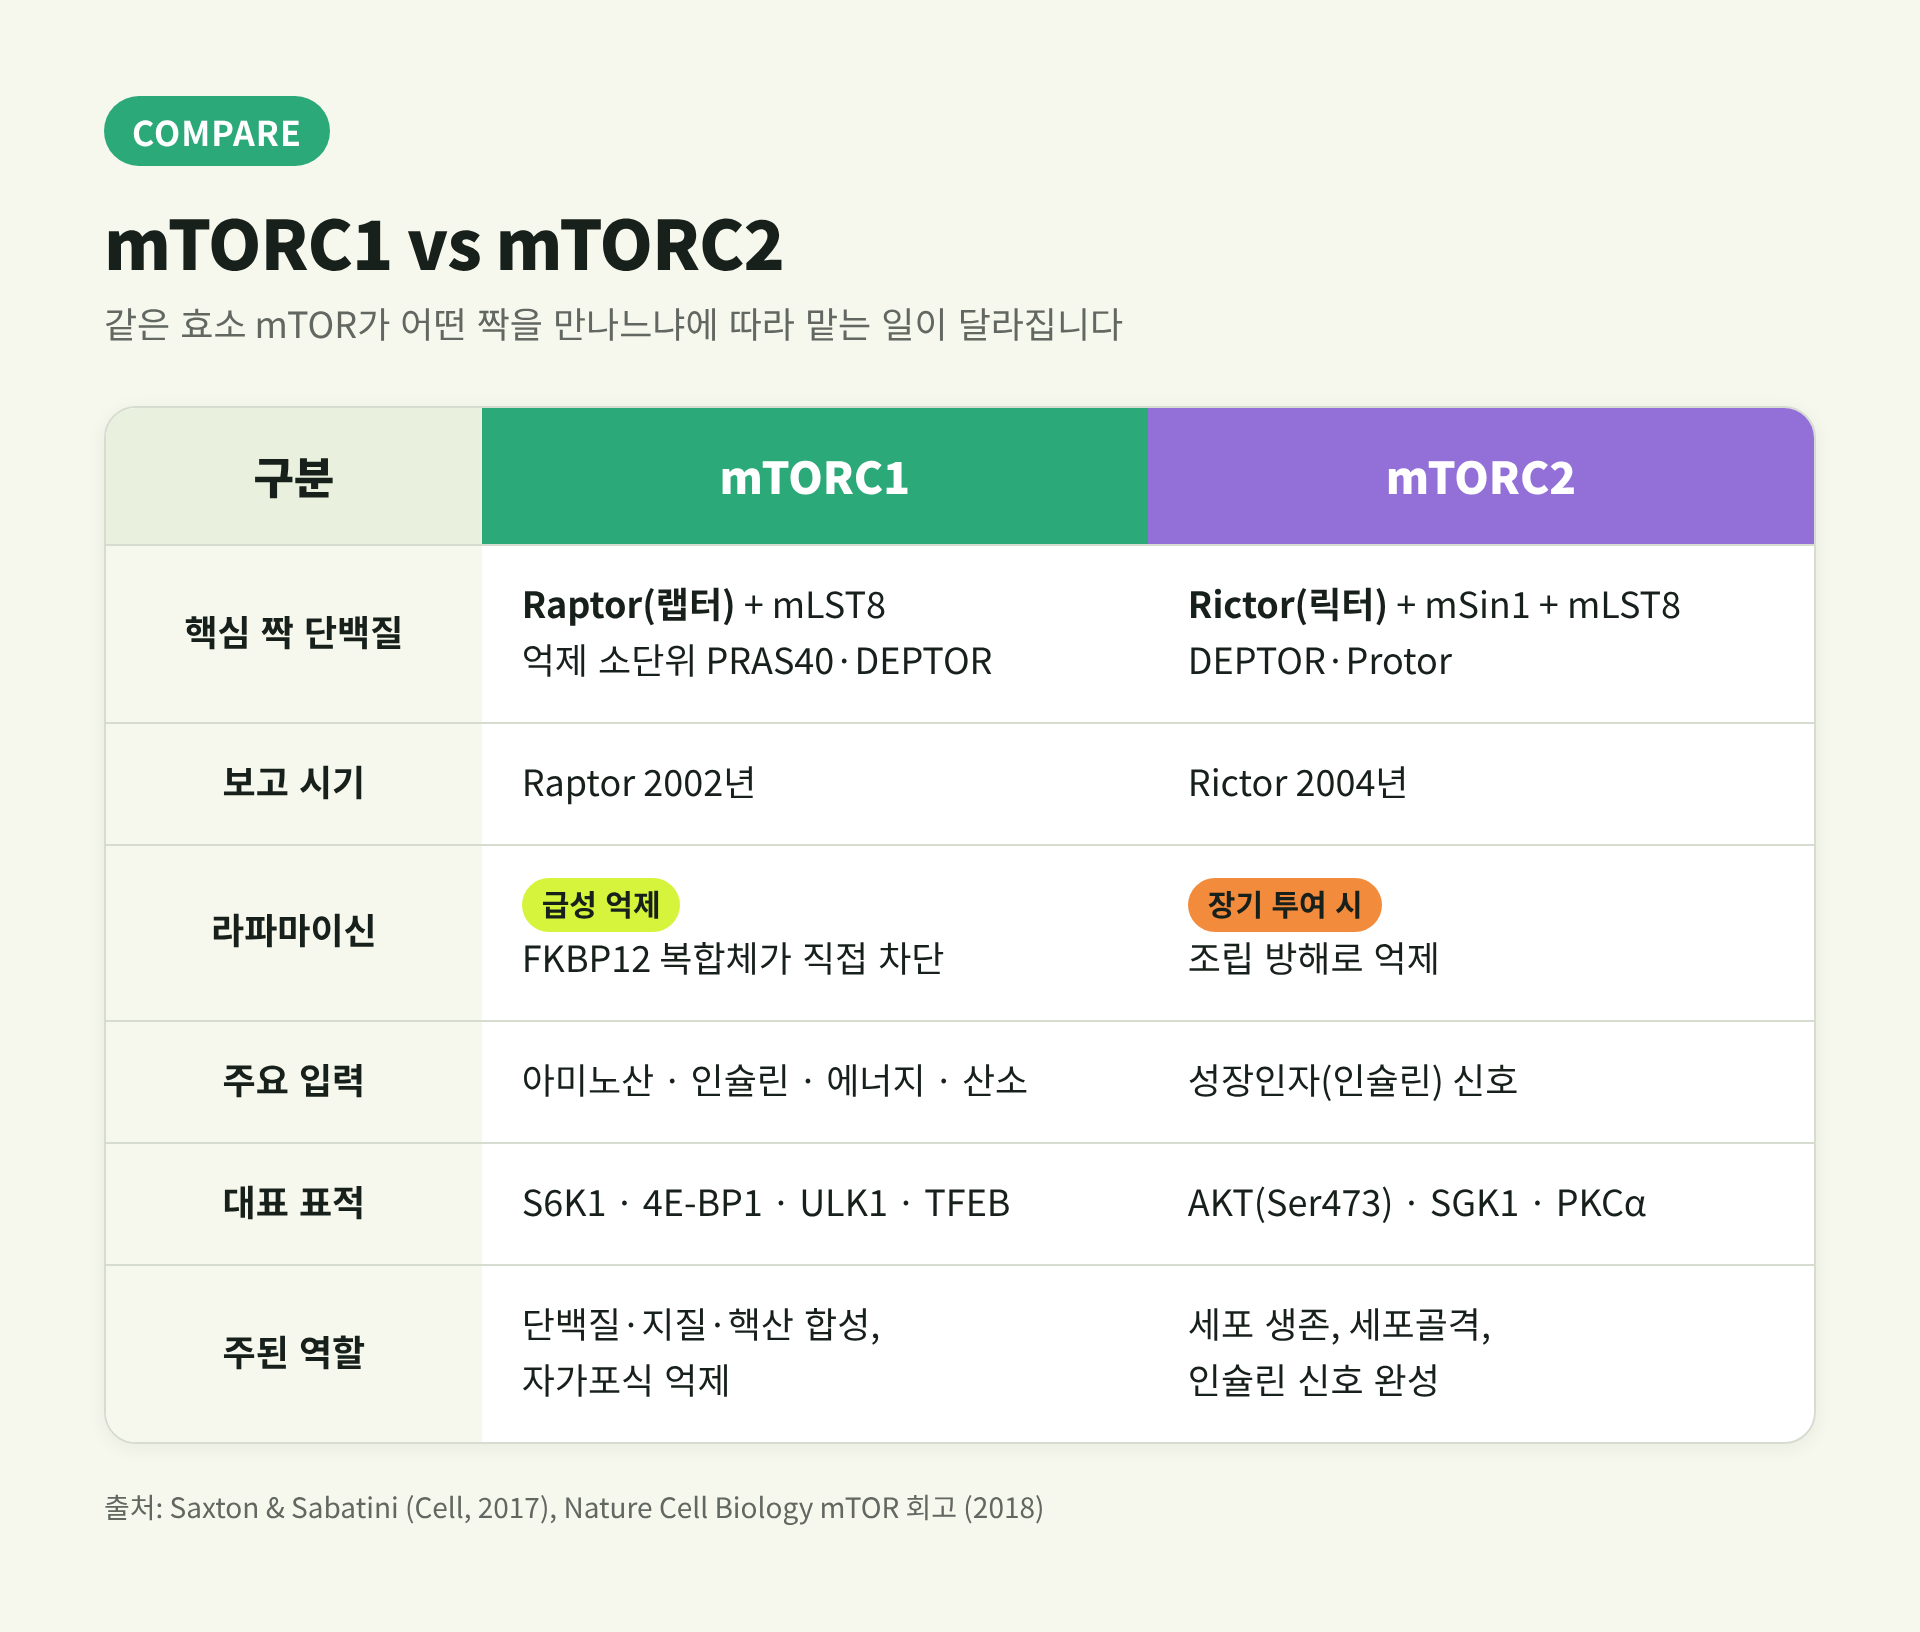 COMPARE
mTORC1 vs mTORC2
같은 효소 mTOR가 어떤 짝을 만나느냐에 따라 맡는 일이 달라집니다
구분
mTORC1
mTORC2
핵심 짝 단백질
Raptor(랩터) + mLST8
억제 소단위 PRAS40·DEPTOR
Rictor(릭터) + mSin1 + mLST8
DEPTOR·Protor
보고 시기
Raptor 2002년
Rictor 2004년
라파마이신
급성 억제
FKBP12 복합체가 직접 차단
장기 투여 시
조립 방해로 억제
주요 입력
아미노산 · 인슐린 · 에너지 · 산소
성장인자(인슐린) 신호
대표 표적
S6K1 · 4E-BP1 · ULK1 · TFEB
AKT(Ser473) · SGK1 · PKCα
주된 역할
단백질·지질·핵산 합성,
자가포식 억제
세포 생존, 세포골격,
인슐린 신호 완성
출처: Saxton & Sabatini (Cell, 2017), Nature Cell Biology mTOR 회고 (2018)